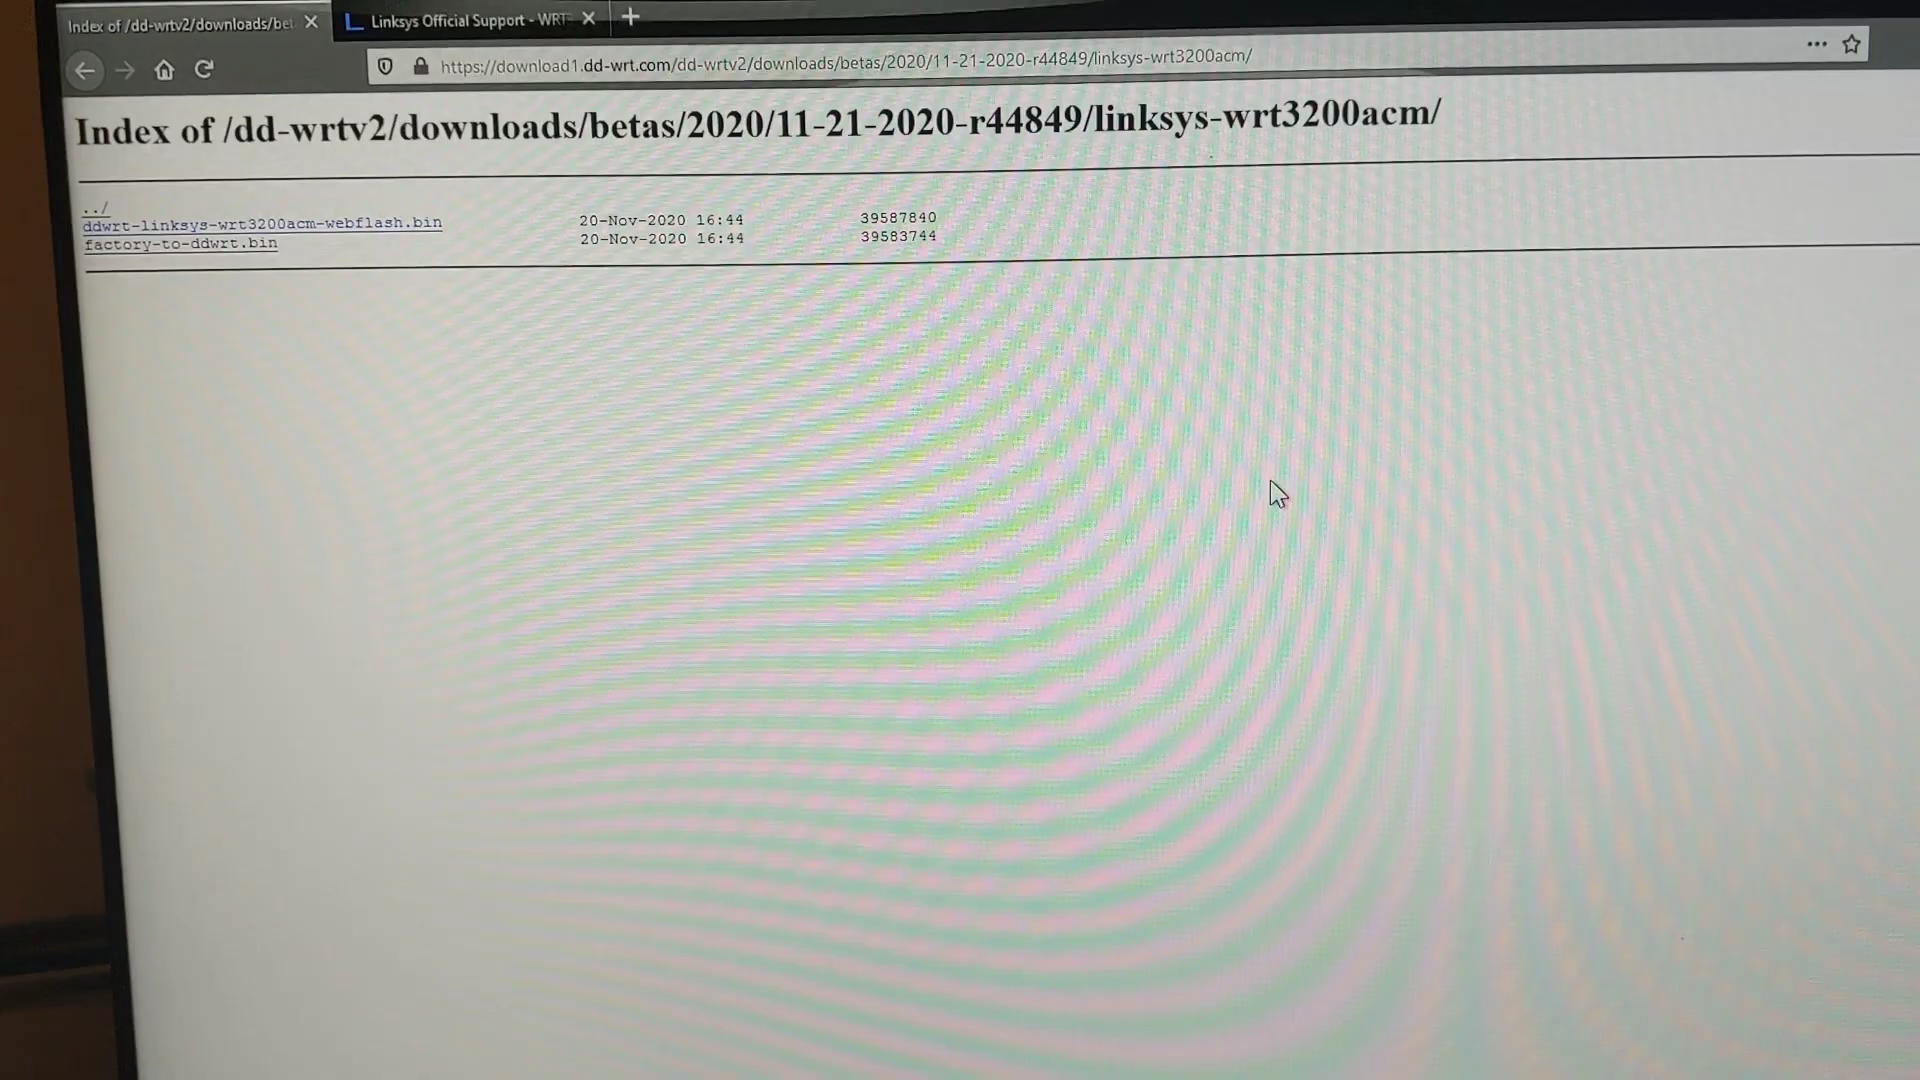 Index of /dd-wrtv2/downloads/bet
Linksys Official Support - WRT
https://download1.dd-wrt.com/dd-wrtv2/downloads/betas/2020/11-21-2020-r44849/linksys-wrt3200acm/
Index of /dd-wrtv2/downloads/betas/2020/11-21-2020-r44849/linksys-wrt3200acm/
../
ddwrt-linksys-wrt3200acm-webflash.bin 20-Nov-2020 16:44 39587840
factory-to-ddwrt.bin 20-Nov-2020 16:44 39583744